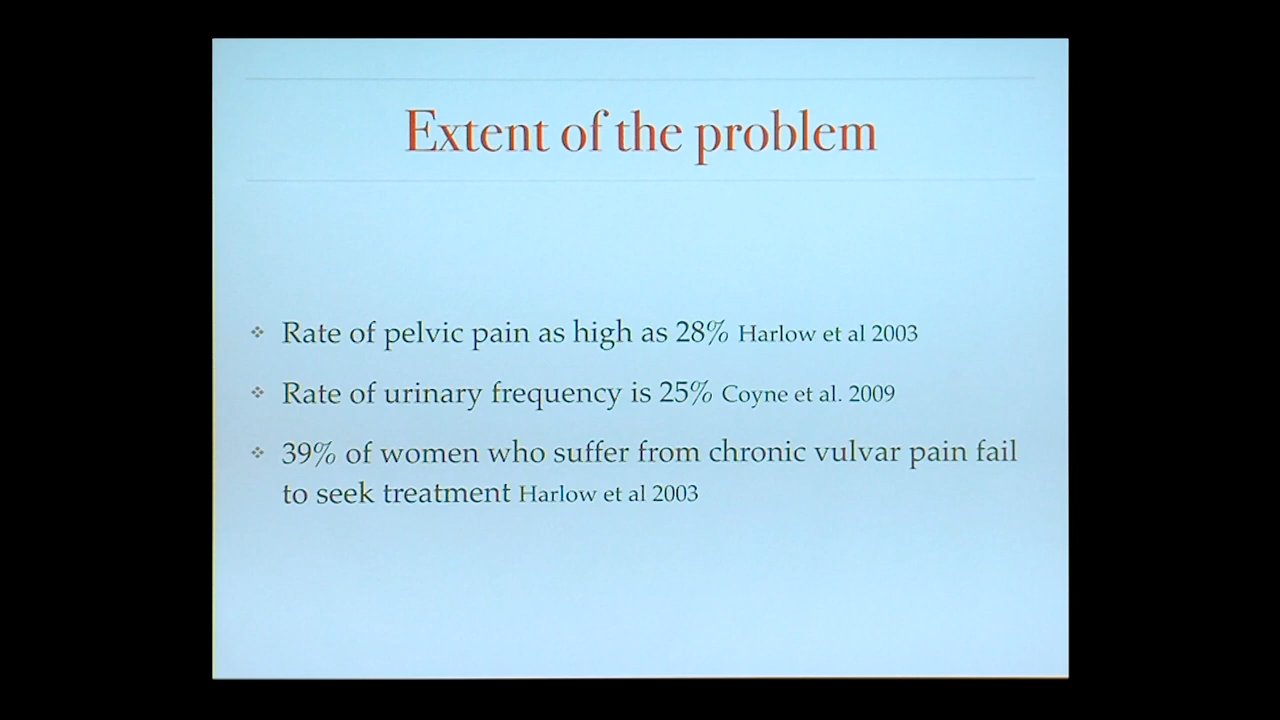 Extent of the problem
❖ Rate of pelvic pain as high as 28% Harlow et al 2003
❖ Rate of urinary frequency is 25% Coyne et al. 2009
❖ 39% of women who suffer from chronic vulvar pain fail
to seek treatment Harlow et al 2003